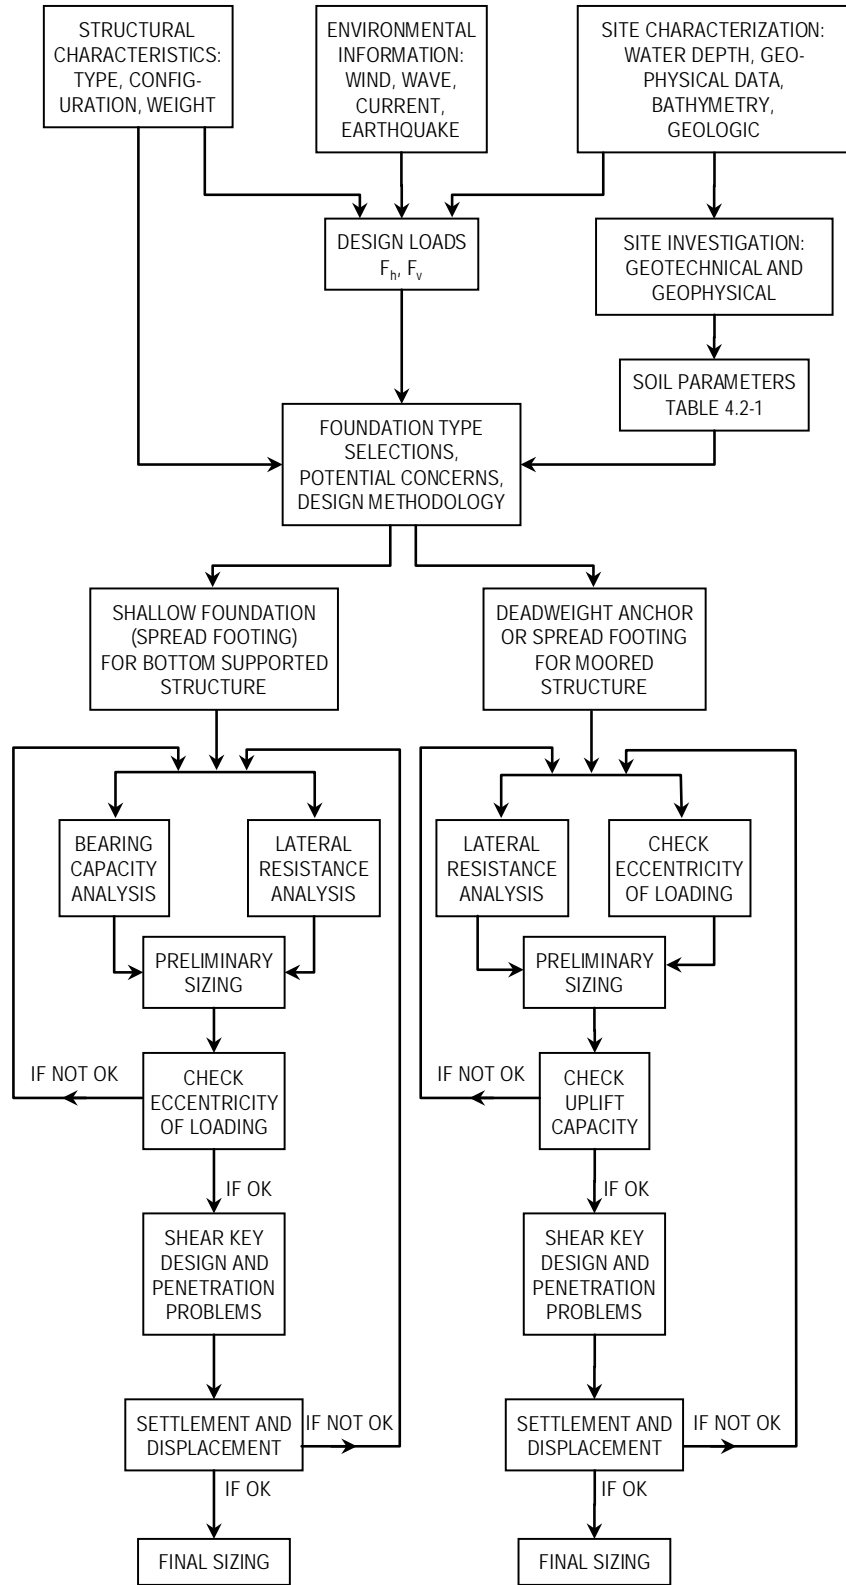 STRUCTURAL
CHARACTERISTICS:
TYPE, CONFIG-
URATION, WEIGHT
ENVIRONMENTAL
INFORMATION:
WIND, WAVE,
CURRENT,
EARTHQUAKE
SITE CHARACTERIZATION:
WATER DEPTH, GEO-
PHYSICAL DATA,
BATHYMETRY,
GEOLOGIC
DESIGN LOADS
Fh, Fv
SITE INVESTIGATION:
GEOTECHNICAL AND
GEOPHYSICAL
SOIL PARAMETERS
TABLE 4.2-1
FOUNDATION TYPE
SELECTIONS,
POTENTIAL CONCERNS,
DESIGN METHODOLOGY
SHALLOW FOUNDATION
(SPREAD FOOTING)
FOR BOTTOM SUPPORTED
STRUCTURE
DEADWEIGHT ANCHOR
OR SPREAD FOOTING
FOR MOORED
STRUCTURE
BEARING
CAPACITY
ANALYSIS
LATERAL
RESISTANCE
ANALYSIS
LATERAL
RESISTANCE
ANALYSIS
CHECK
ECCENTRICITY
OF LOADING
PRELIMINARY
SIZING
PRELIMINARY
SIZING
IF NOT OK
CHECK
ECCENTRICITY
OF LOADING
IF NOT OK
CHECK
UPLIFT
CAPACITY
IF OK
IF OK
SHEAR KEY
DESIGN AND
PENETRATION
PROBLEMS
SHEAR KEY
DESIGN AND
PENETRATION
PROBLEMS
SETTLEMENT AND
DISPLACEMENT
IF NOT OK
SETTLEMENT AND
DISPLACEMENT
IF NOT OK
IF OK
IF OK
FINAL SIZING
FINAL SIZING